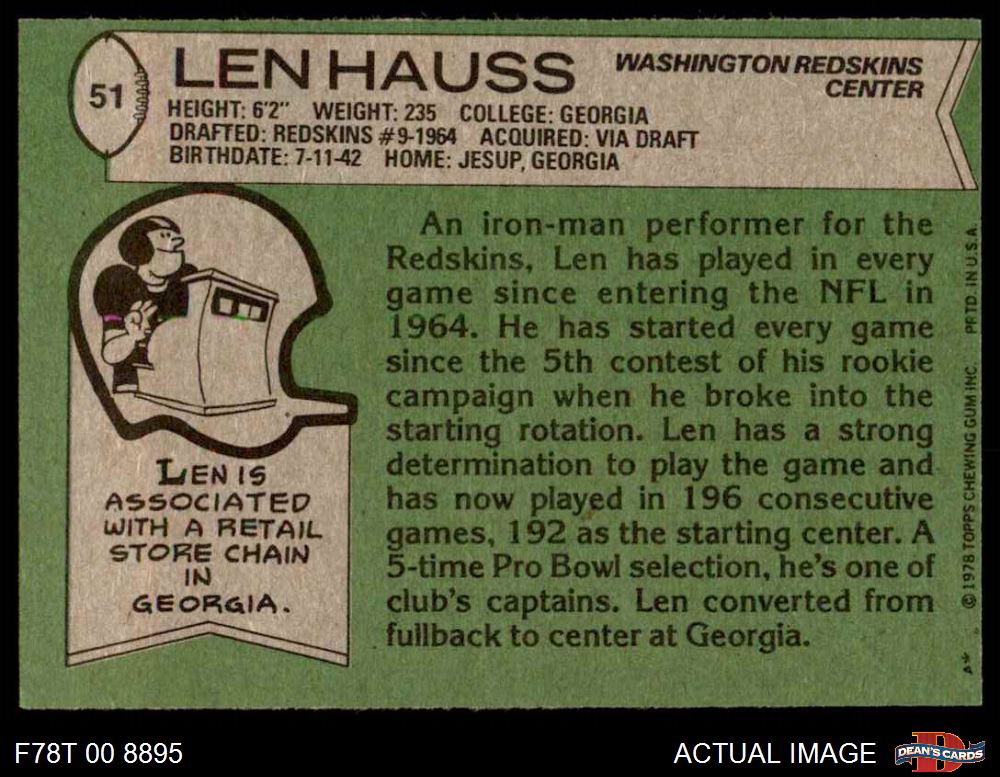 51
LEN HAUSS
WASHINGTON REDSKINS
CENTER
HEIGHT: 6'2" WEIGHT: 235 COLLEGE: GEORGIA
DRAFTED: REDSKINS #9-1964 ACQUIRED: VIA DRAFT
BIRTHDATE: 7-11-42 HOME: JESUP, GEORGIA
LEN IS
ASSOCIATED
WITH A RETAIL
STORE CHAIN
IN
GEORGIA.
An iron-man performer for the
Redskins, Len has played in every
game since entering the NFL in
1964. He has started every game
since the 5th contest of his rookie
campaign when he broke into the
starting rotation. Len has a strong
determination to play the game and
has now played in 196 consecutive
games, 192 as the starting center. A
5-time Pro Bowl selection, he's one of
club's captains. Len converted from
fullback to center at Georgia.
© 1978 TOPPS CHEWING GUM INC. PRTD. IN U.S.A.
A*
F78T 00 8895
ACTUAL IMAGE
D
DEAN'S CARDS